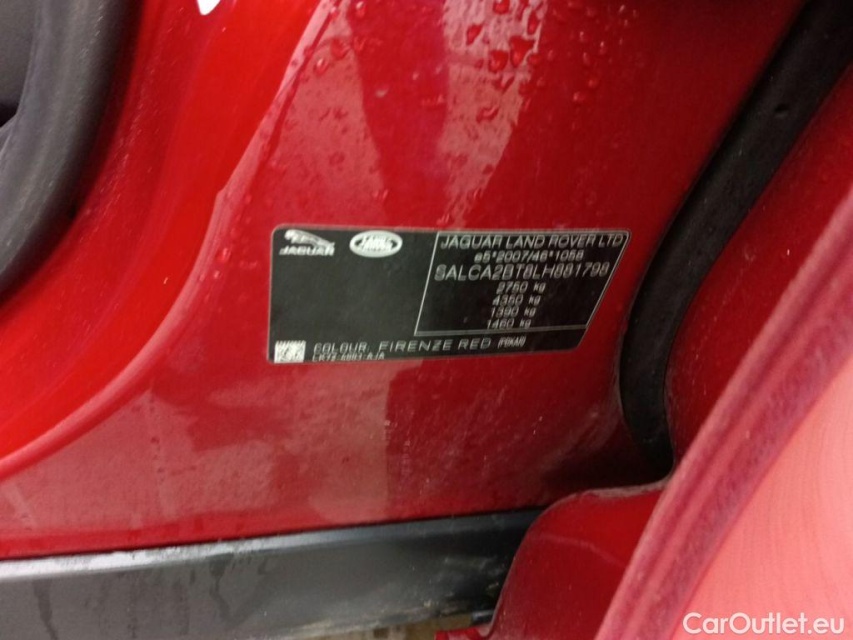 JAGUAR
JAGUAR LAND ROVER LTD
e5*2007/46*1058
SALCA2BT8LH881798
2750 kg
4350 kg
1390 kg
1460 kg
COLOUR. FIRENZE RED
CarOutlet.eu